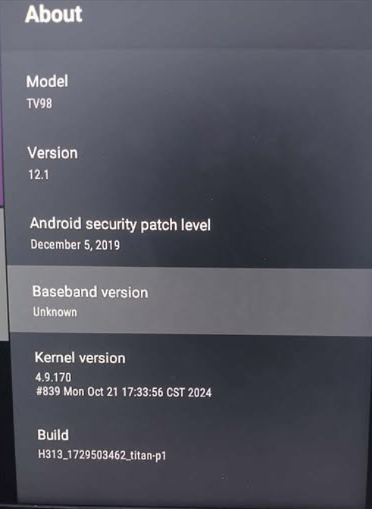 About
Model
TV98
Version
12.1
Android security patch level
December 5, 2019
Baseband version
Unknown
Kernel version
4.9.170
#839 Mon Oct 21 17:33:56 CST 2024
Build
H313_1729503462_titan-p1